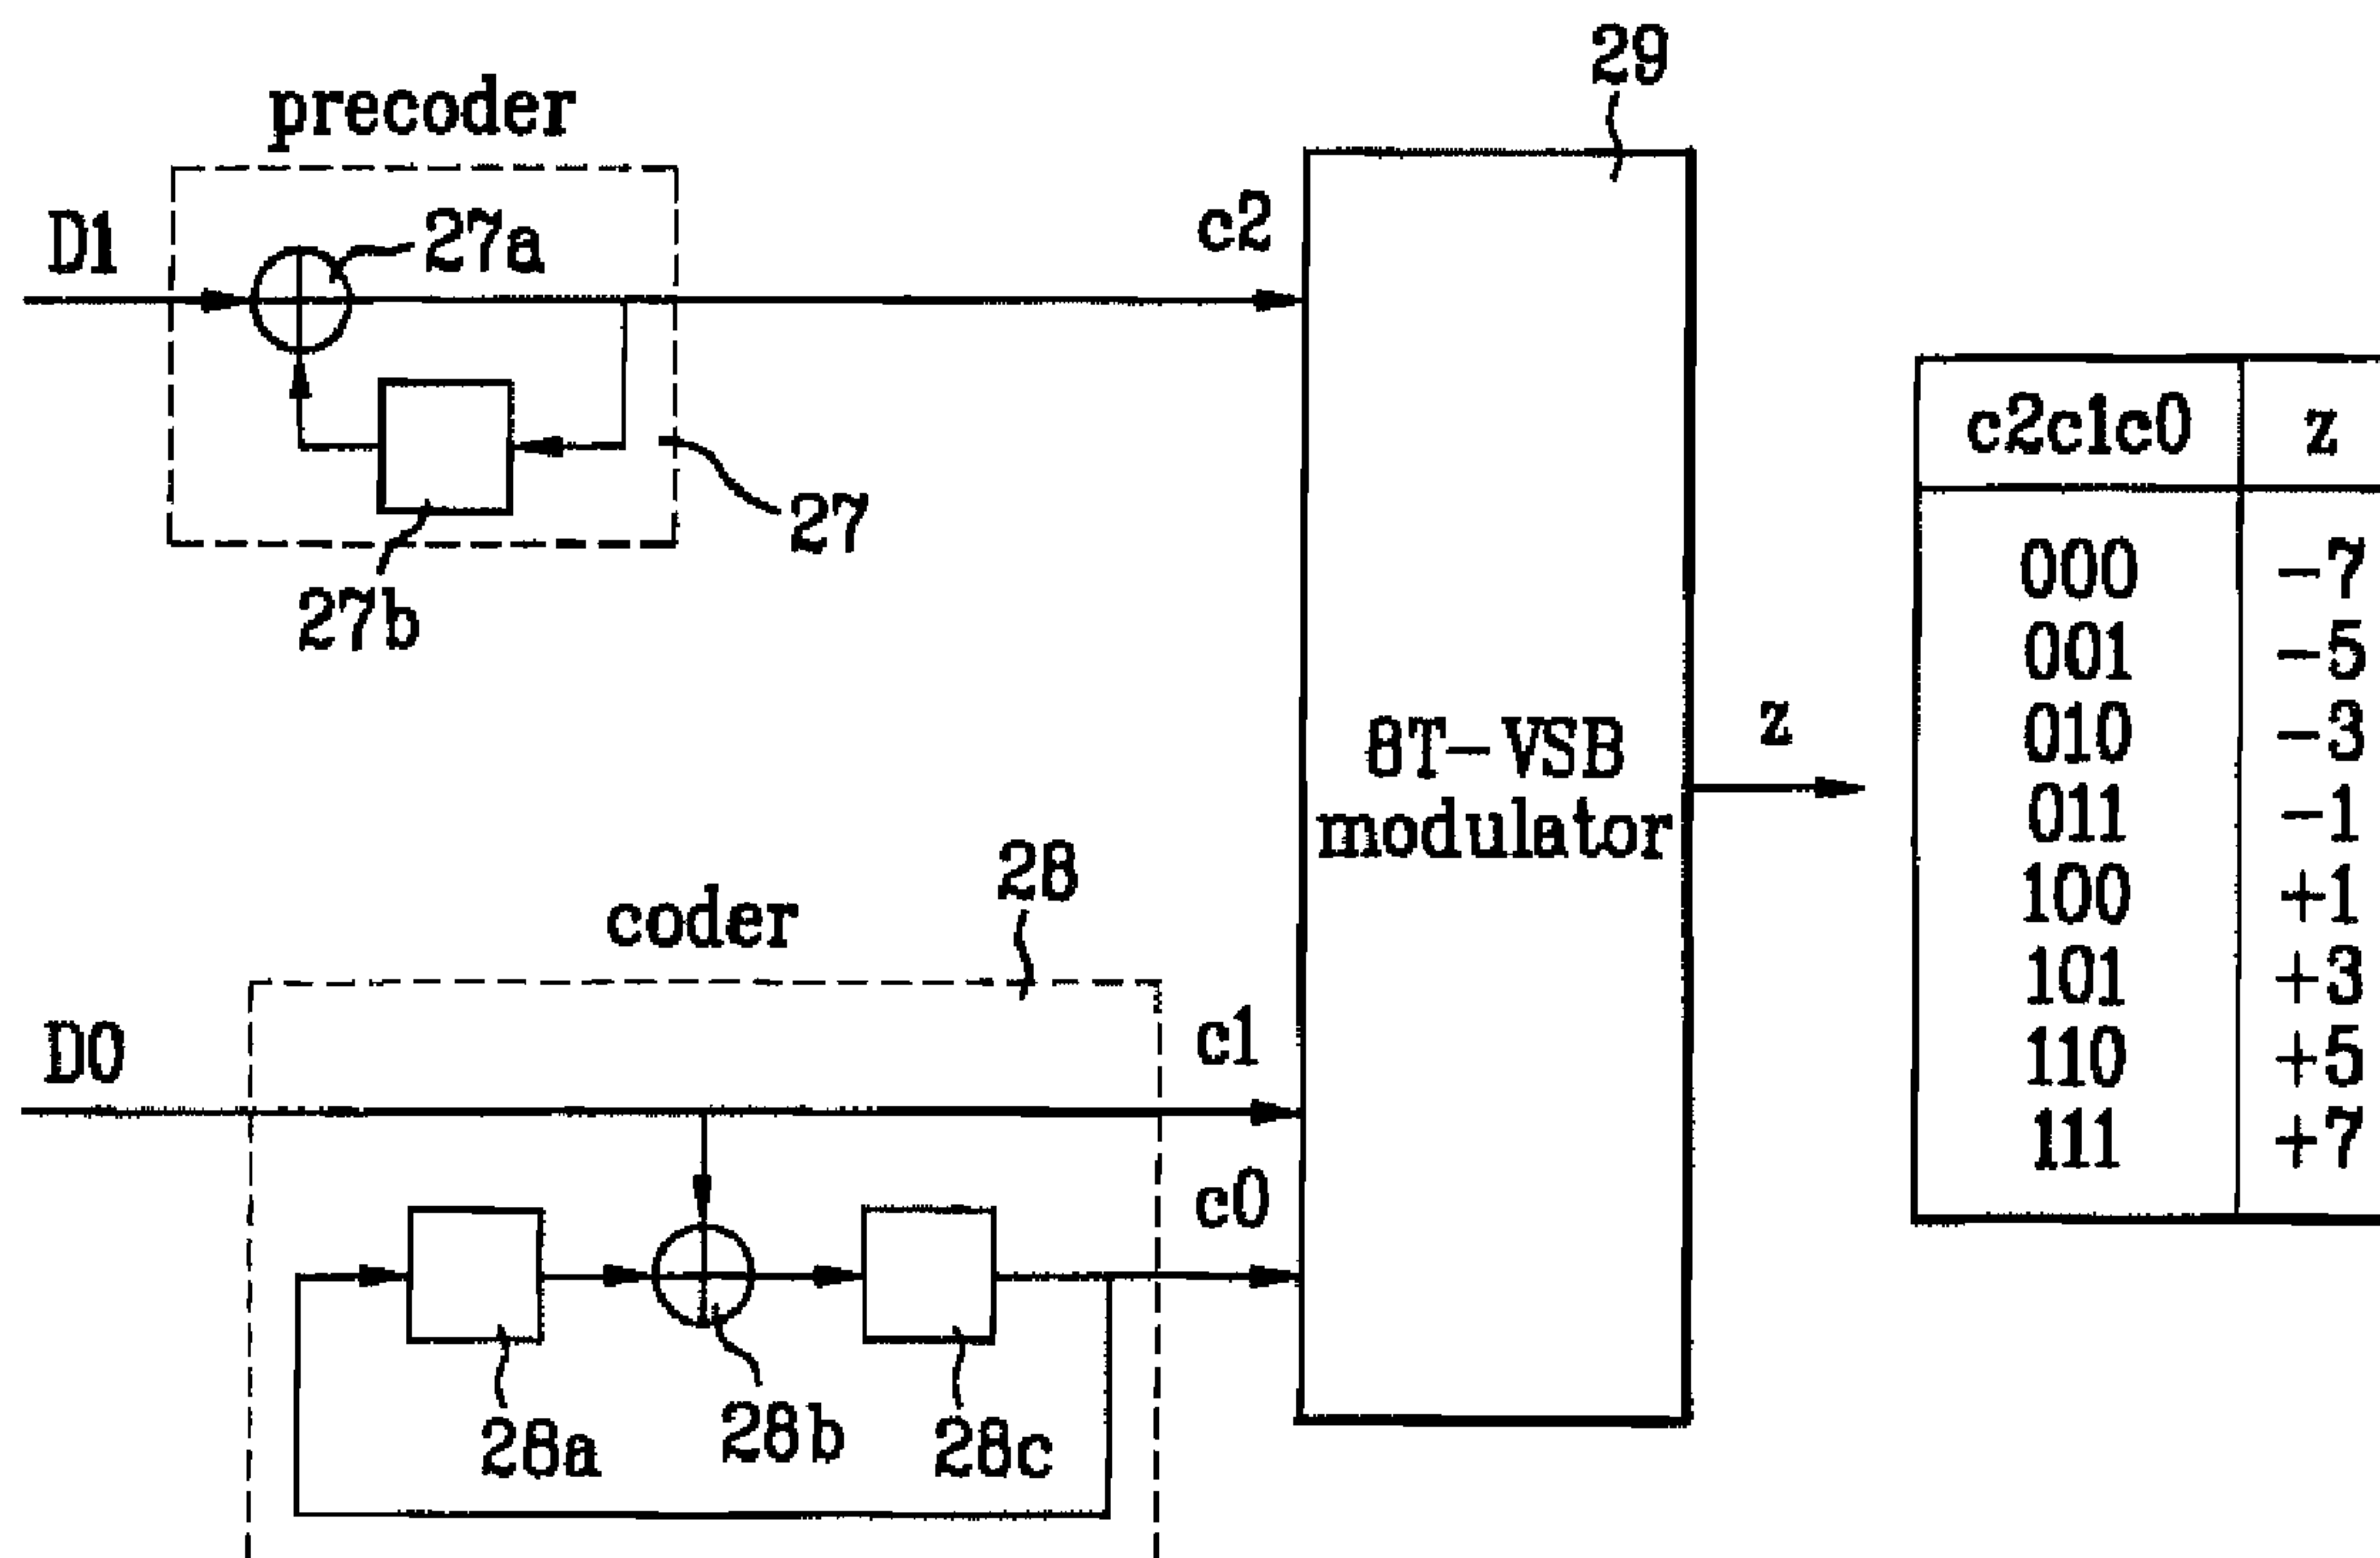 29
precoder
D1
27a
c2
27
27b
c2c1c0 z
000 -7
001 -5
010 -3
011 -1
100 +1
101 +3
110 +5
111 +7
8T-VSB
modulator
z
28
coder
D0
c1
c0
28a
28b
28c